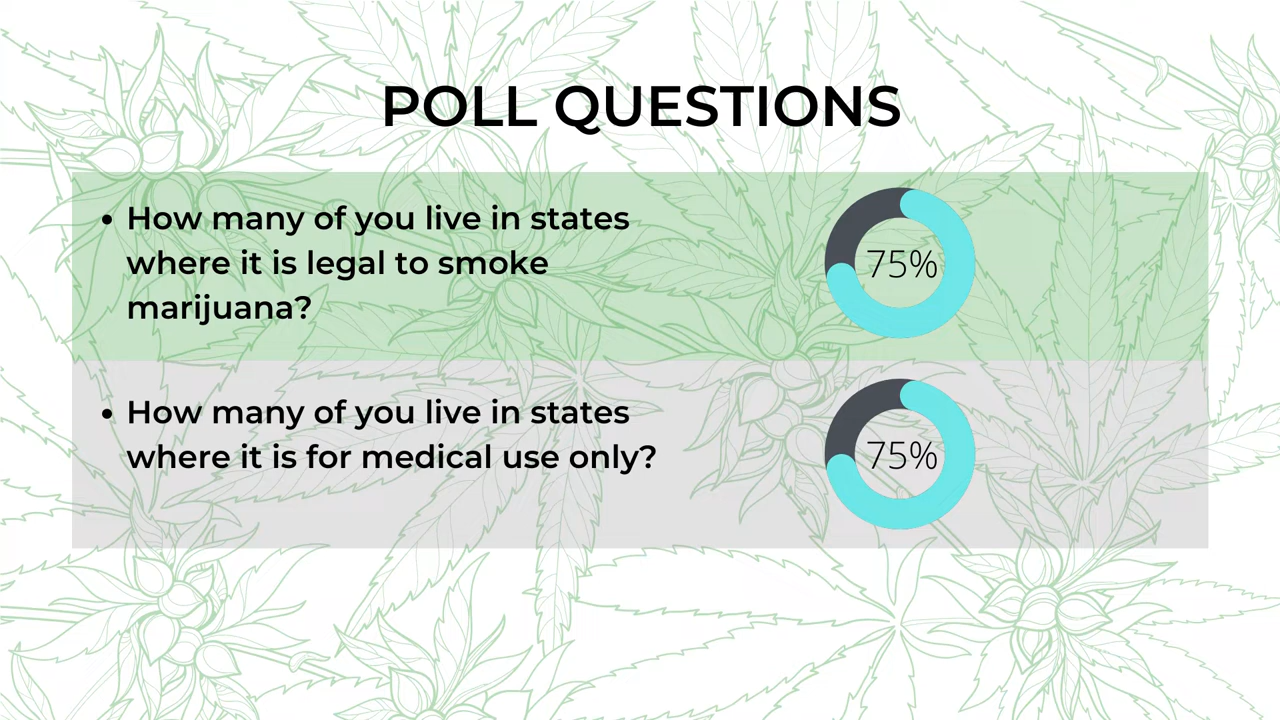 POLL QUESTIONS
• How many of you live in states
where it is legal to smoke
marijuana?
75%
• How many of you live in states
where it is for medical use only?
75%